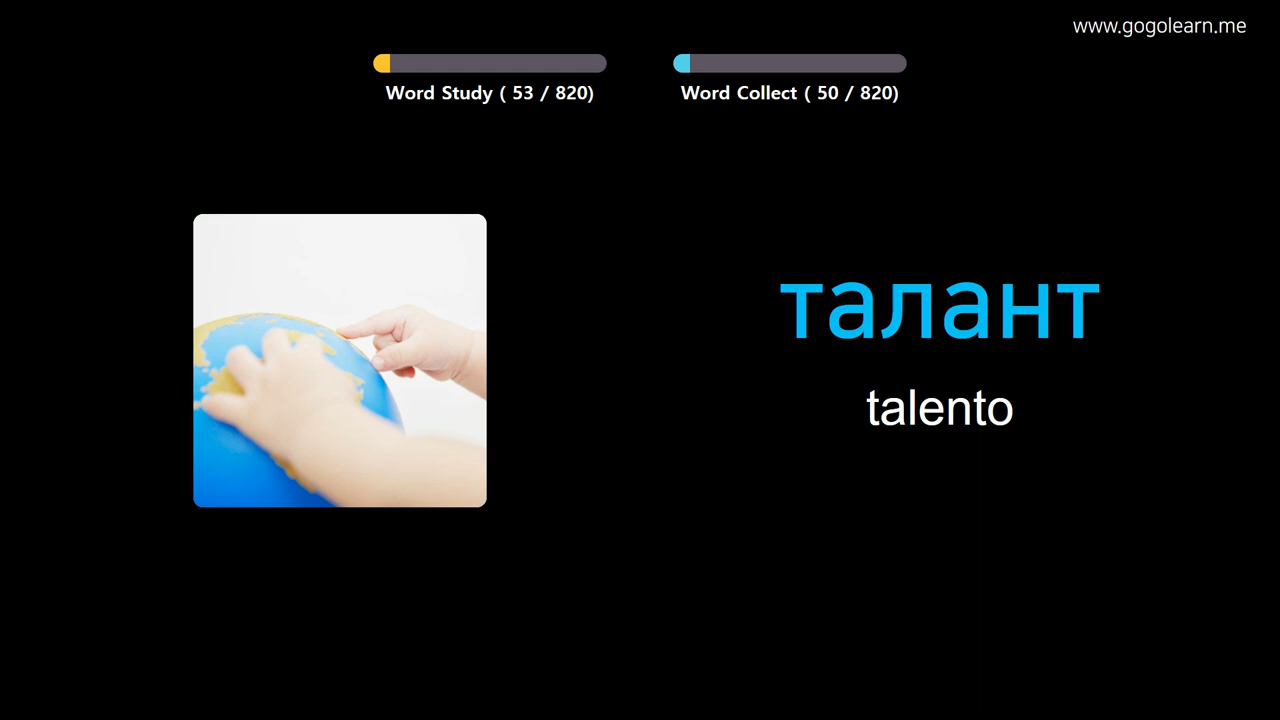 www.gogolearn.me
Word Study ( 53 / 820)
Word Collect ( 50 / 820)
талант
talento